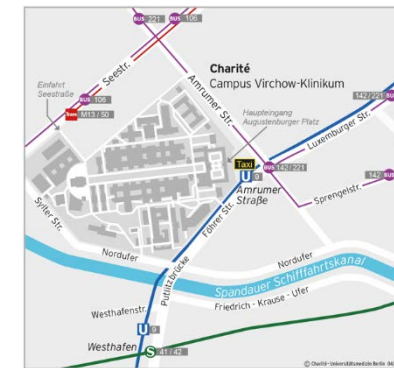 BUS 221
BUS 106
Seestr.
Einfahrt
Seestraße
BUS 106
Tram M13 / 50
Charité
Campus Virchow-Klinikum
Amrumer Str.
Haupteingang
Augustenburger Platz
142/221 BUS
Luxemburger Str.
Taxi
BUS 142/221
U 9
Amrumer
Straße
142 BUS
Sprengelstr.
Sylter Str.
Föhrer Str.
Nordufer
Nordufer
Putlitzbrücke
Spandauer Schifffahrtskanal
Friedrich - Krause - Ufer
Westhafenstr.
U 9
Westhafen
S 41 / 42
© Charité-Universitätsmedizin Berlin